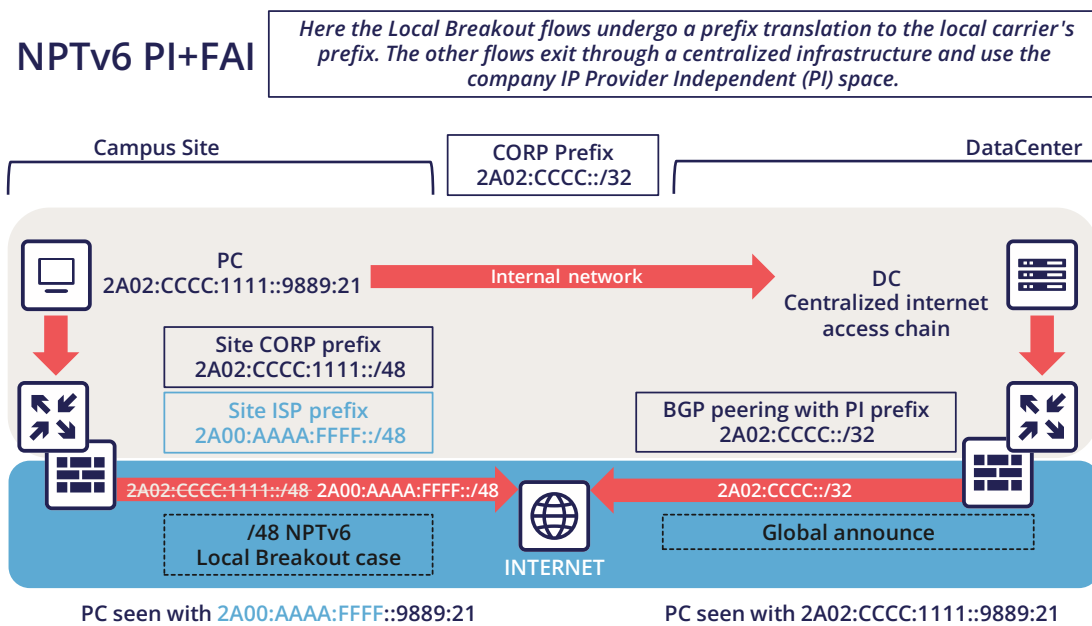 NPTv6 PI+FAI
Here the Local Breakout flows undergo a prefix translation to the local carrier's
prefix. The other flows exit through a centralized infrastructure and use the
company IP Provider Independent (PI) space.
Campus Site
CORP Prefix
2A02:CCCC::/32
DataCenter
PC
2A02:CCCC:1111::9889:21
Internal network
DC
Centralized internet
access chain
Site CORP prefix
2A02:CCCC:1111::/48
Site ISP prefix
2A00:AAAA:FFFF::/48
BGP peering with PI prefix
2A02:CCCC::/32
2A02:CCCC:1111::/48 2A00:AAAA:FFFF::/48
2A02:CCCC::/32
/48 NPTv6
Local Breakout case
INTERNET
Global announce
PC seen with 2A00:AAAA:FFFF::9889:21
PC seen with 2A02:CCCC:1111::9889:21